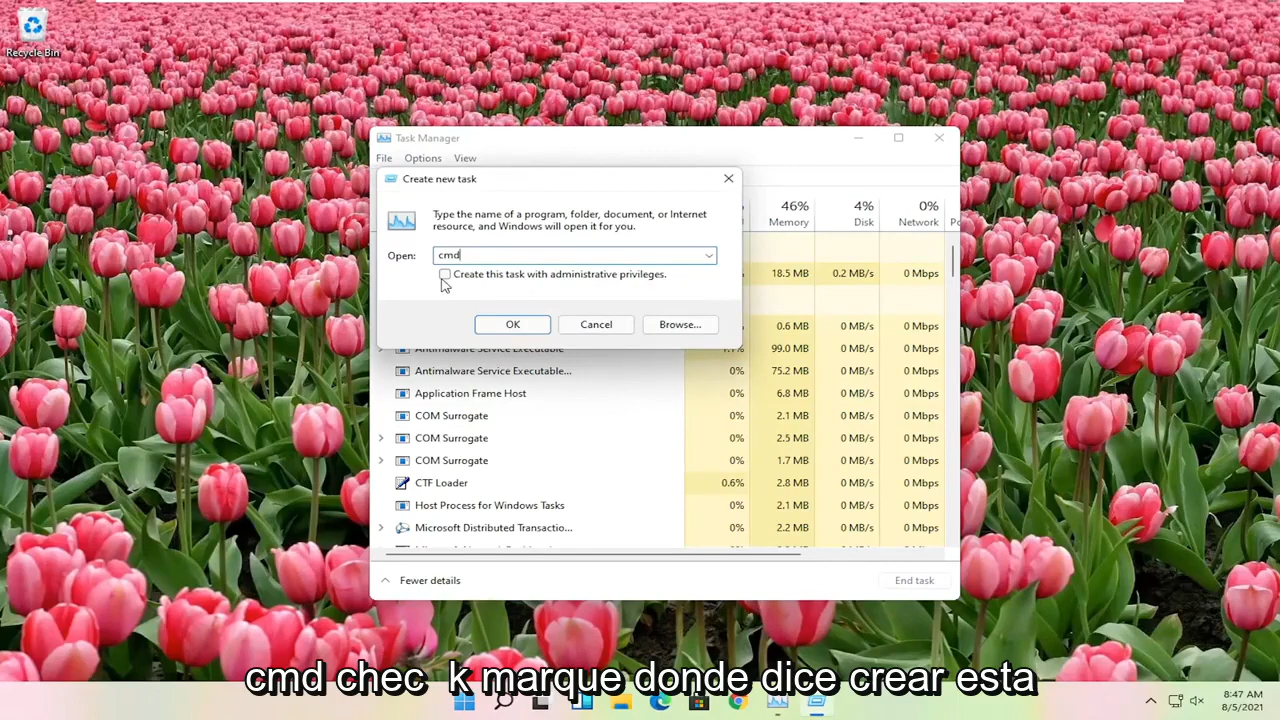 Recycle Bin
Task Manager
File Options View
Create new task
Type the name of a program, folder, document, or Internet
resource, and Windows will open it for you.
Open: cmd
Create this task with administrative privileges.
OK Cancel Browse...
46% 4% 0%
Memory Disk Network
18.5 MB 0.2 MB/s 0 Mbps
0.6 MB 0 MB/s 0 Mbps
Antimalware Service Executable 1.1% 99.0 MB 0 MB/s 0 Mbps
Antimalware Service Executable... 0% 75.2 MB 0 MB/s 0 Mbps
Application Frame Host 0% 6.8 MB 0 MB/s 0 Mbps
COM Surrogate 0% 2.1 MB 0 MB/s 0 Mbps
COM Surrogate 0% 2.5 MB 0 MB/s 0 Mbps
COM Surrogate 0% 1.7 MB 0 MB/s 0 Mbps
CTF Loader 0.6% 2.8 MB 0 MB/s 0 Mbps
Host Process for Windows Tasks 0% 2.1 MB 0 MB/s 0 Mbps
Microsoft Distributed Transactio... 0% 2.2 MB 0 MB/s 0 Mbps
Fewer details End task
cmd chec k marque donde dice crear esta
8:47 AM
8/5/2021